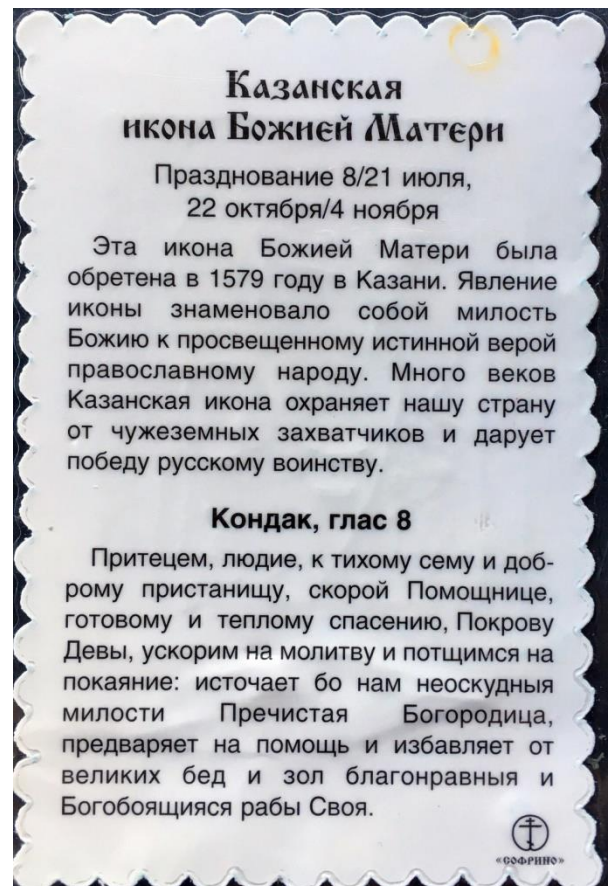 Казанская
икона Божией Матери
Празднование 8/21 июля,
22 октября/4 ноября
Эта икона Божией Матери была
обретена в 1579 году в Казани. Явление
иконы знаменовало собой милость
Божию к просвещенному истинной верой
православному народу. Много веков
Казанская икона охраняет нашу страну
от чужеземных захватчиков и дарует
победу русскому воинству.
Кондак, глас 8
Притецем, людие, к тихому сему и доб-
рому пристанищу, скорой Помощнице,
готовому и теплому спасению, Покрову
Девы, ускорим на молитву и потщимся на
покаяние: источает бо нам неоскудныя
милости Пречистая Богородица,
предваряет на помощь и избавляет от
великих бед и зол благонравныя и
Богобоящияся рабы Своя.
«СОФРИНО»